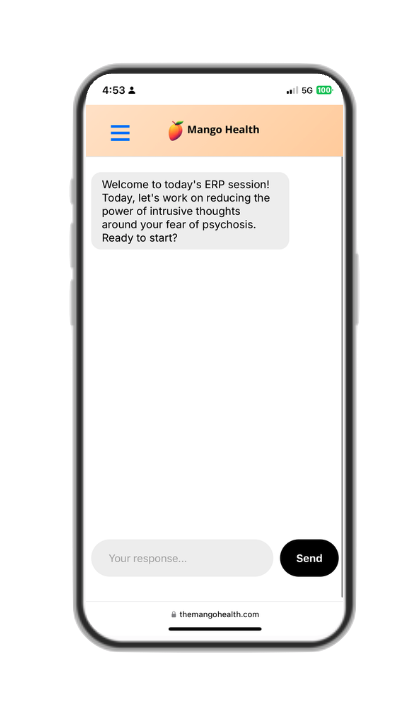 4:53
5G 100
Mango Health
Welcome to today's ERP session!
Today, let's work on reducing the
power of intrusive thoughts
around your fear of psychosis.
Ready to start?
Your response...
Send
themangohealth.com